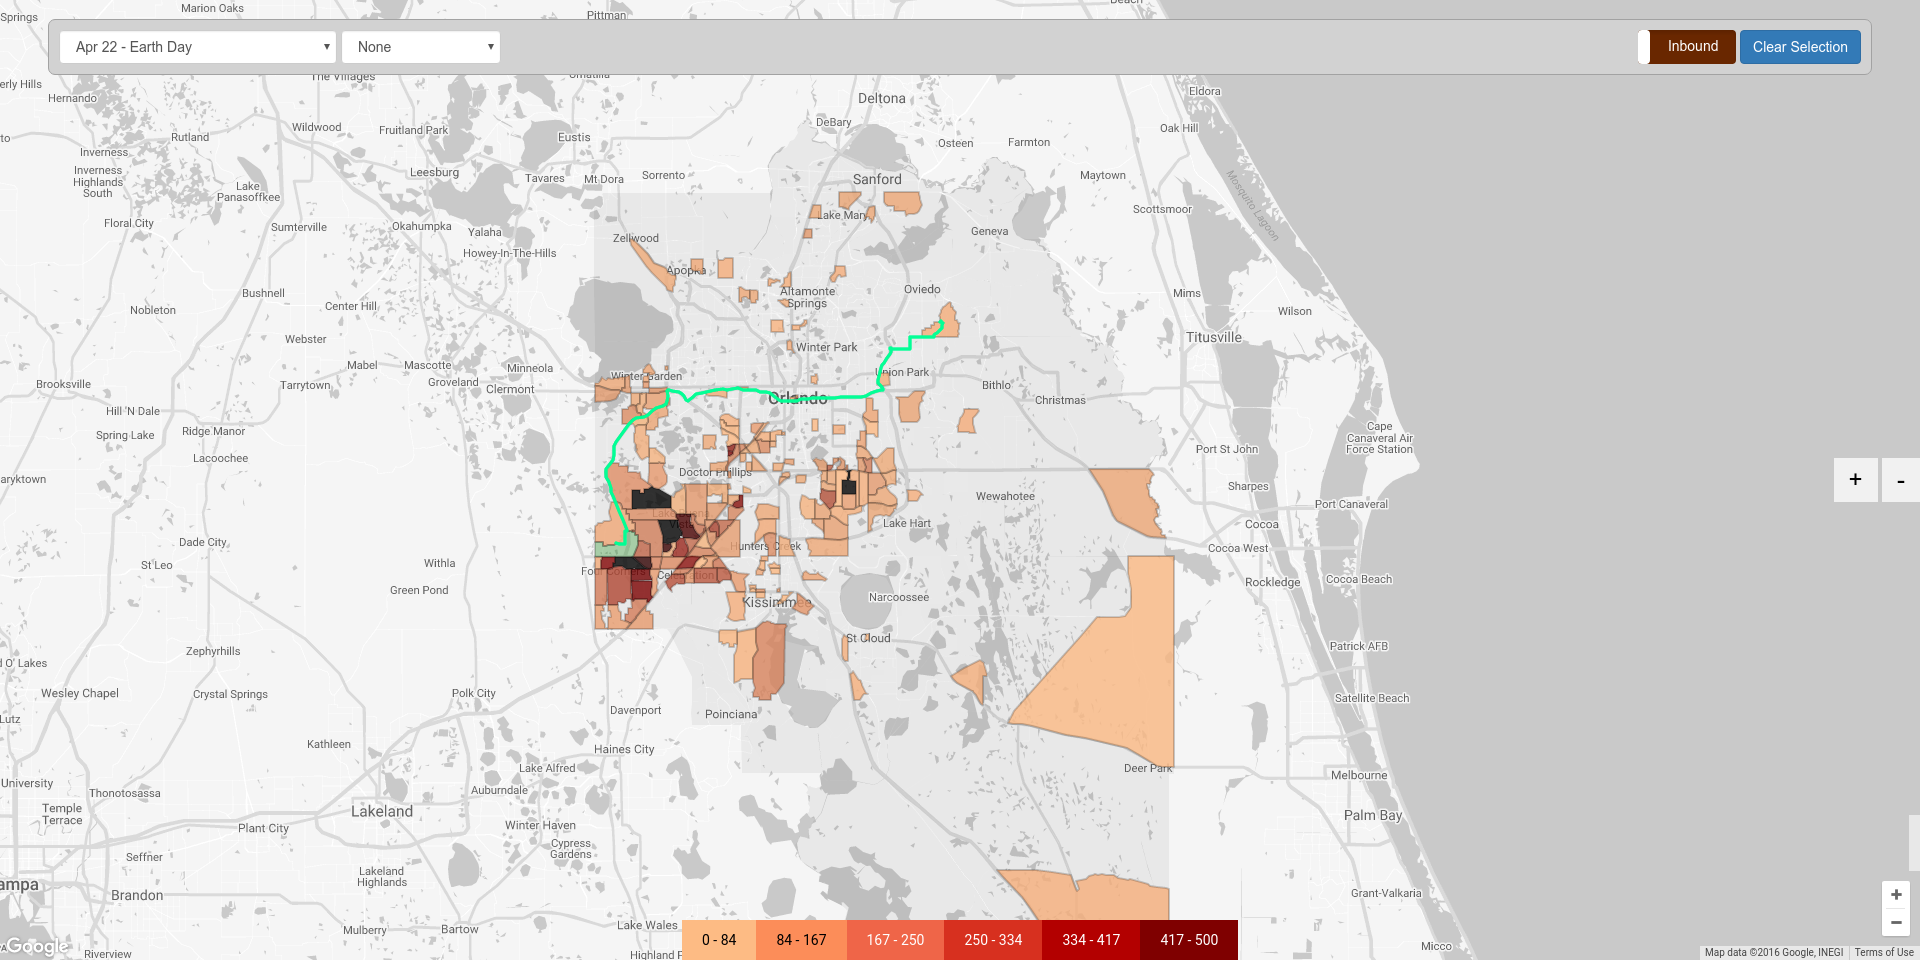 Marion Oaks
Springs
Pittman
Beach
Apr 22 - Earth Day
None
Inbound
Clear Selection
The Villages
Umatilla
erly Hills
Hernando
Eldora
Deltona
DeBary
Wildwood
Fruitland Park
Eustis
Oak Hill
to
Rutland
Osteen
Farmton
Inverness
Inverness
Highlands
South
Leesburg
Tavares
Mt Dora
Sorrento
Sanford
Maytown
Lake
Panasoffkee
Mosquito Lagoon
Floral City
Sumterville
Okahumpka
Yalaha
Lake Mary
Scottsmoor
Zellwood
Geneva
Howey-In-The-Hills
Apopka
Bushnell
Center Hill
Altamonte
Springs
Oviedo
Mims
Nobleton
Wilson
Webster
Titusville
Winter Park
Mabel
Mascotte
Minneola
Winter Garden
Union Park
Brooksville
Tarrytown
Groveland
Clermont
Bithlo
Orlando
Christmas
Hill 'N Dale
Spring Lake
Ridge Manor
Cape
Canaveral Air
Force Station
Lacoochee
Port St John
aryktown
Doctor Phillips
+
-
Sharpes
Wewahotee
Port Canaveral
Lake Buena
Vista
Lake Hart
Cocoa
Dade City
Hunters Creek
Cocoa West
St Leo
Withla
Four Corners
Celebration
Rockledge
Cocoa Beach
Green Pond
Kissimmee
Narcoossee
St Cloud
Zephyrhills
Patrick AFB
d O' Lakes
Wesley Chapel
Crystal Springs
Polk City
Satellite Beach
Lutz
Davenport
Poinciana
Kathleen
Haines City
Lake Alfred
Deer Park
Melbourne
University
Thonotosassa
Auburndale
Temple
Terrace
Lakeland
Palm Bay
Plant City
Winter Haven
Cypress
Gardens
Seffner
Lakeland
Highlands
ampa
Brandon
Grant-Valkaria
+
−
Mulberry
Bartow
Lake Wales
0 - 84
84 - 167
167 - 250
250 - 334
334 - 417
417 - 500
Google
Riverview
Highland P
Micco
Map data ©2016 Google, INEGI
Terms of Use